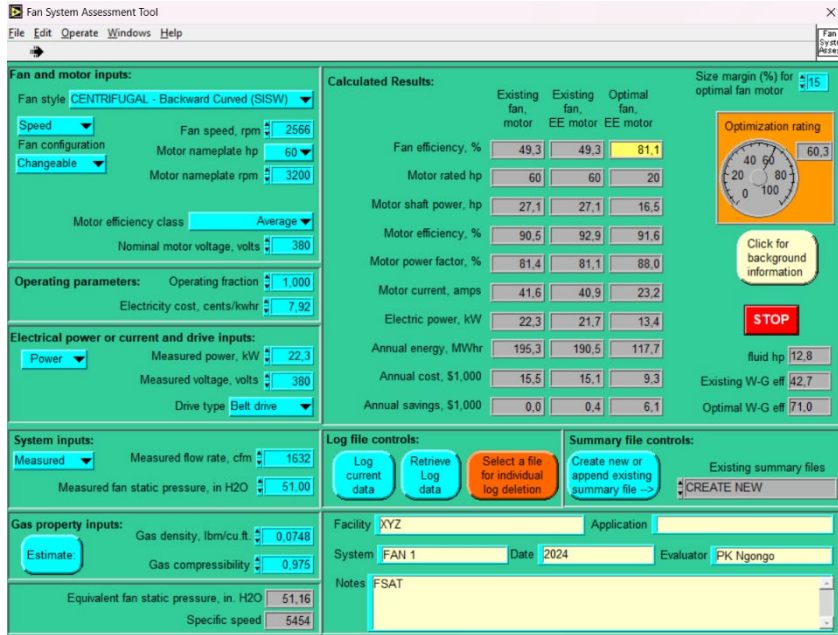 Fan System Assessment Tool
File Edit Operate Windows Help
Fan and motor inputs:
Fan style CENTRIFUGAL - Backward Curved (SISW)
Speed
Fan speed, rpm 2566
Fan configuration
Changeable
Motor nameplate hp 60
Motor nameplate rpm 3200
Motor efficiency class Average
Nominal motor voltage, volts 380
Operating parameters: Operating fraction 1,000
Electricity cost, cents/kwhr 7,92
Electrical power or current and drive inputs:
Power
Measured power, kW 22,3
Measured voltage, volts 380
Drive type Belt drive
System inputs:
Measured
Measured flow rate, cfm 1632
Measured fan static pressure, in H2O 51,00
Gas property inputs:
Estimate:
Gas density, lbm/cu.ft. 0,0748
Gas compressibility 0,975
Equivalent fan static pressure, in. H2O 51,16
Specific speed 5454
Calculated Results:
Existing fan, motor
Existing fan, EE motor
Optimal fan, EE motor
Fan efficiency, % 49,3 49,3 81,1
Motor rated hp 60 60 20
Motor shaft power, hp 27,1 27,1 16,5
Motor efficiency, % 90,5 92,9 91,6
Motor power factor, % 81,4 81,1 88,0
Motor current, amps 41,6 40,9 23,2
Electric power, kW 22,3 21,7 13,4
Annual energy, MWhr 195,3 190,5 117,7
Annual cost, $1,000 15,5 15,1 9,3
Annual savings, $1,000 0,0 0,4 6,1
Size margin (%) for
optimal fan motor 15
Optimization rating
60,3
0 20 40 60 80 100
Click for
background
information
STOP
fluid hp 12,8
Existing W-G eff 42,7
Optimal W-G eff 71,0
Log file controls:
Log
current
data
Retrieve
Log
data
Select a file
for individual
log deletion
Summary file controls:
Create new or
append existing
summary file -->
Existing summary files
CREATE NEW
Facility XYZ Application
System FAN 1 Date 2024 Evaluator PK Ngongo
Notes FSAT